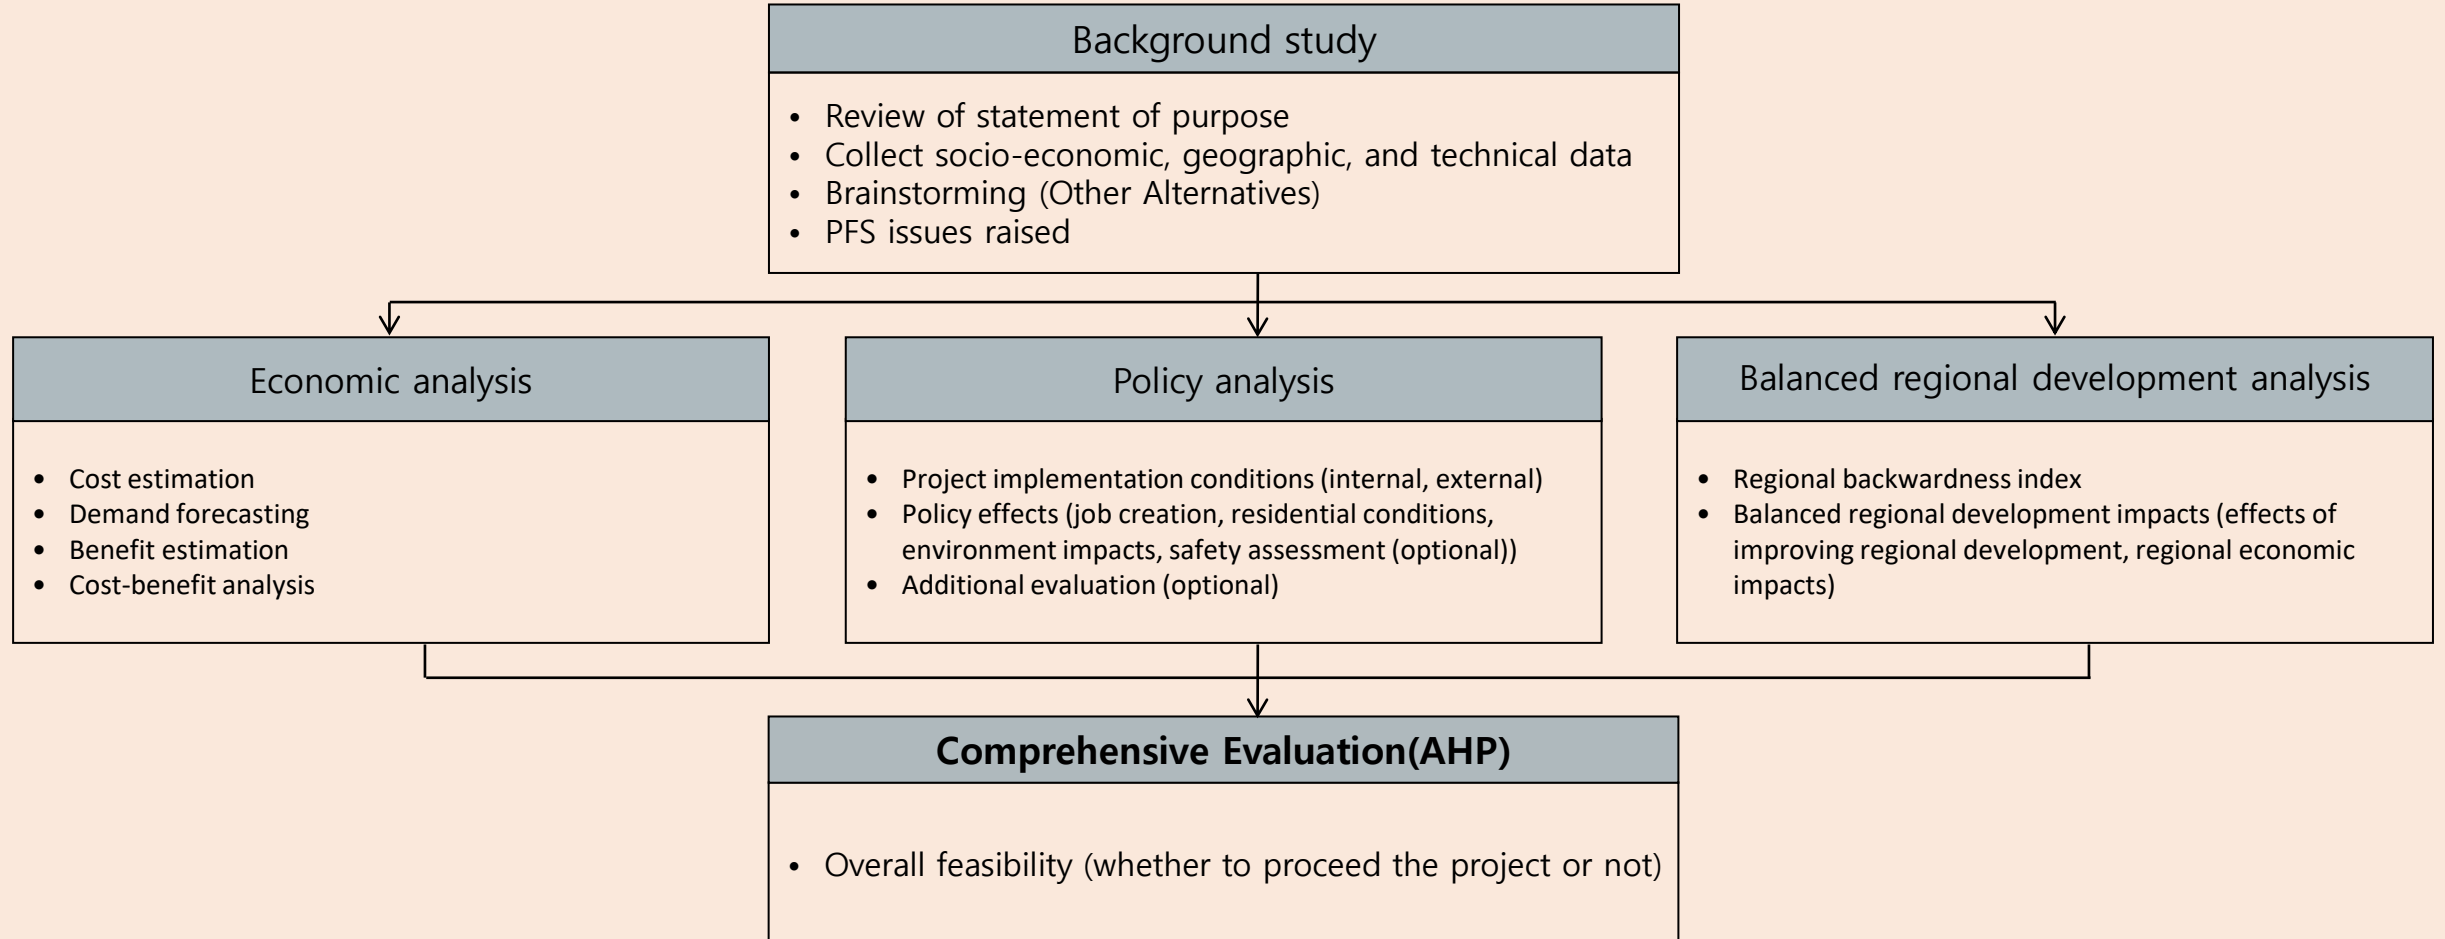 Background study
• Review of statement of purpose
• Collect socio-economic, geographic, and technical data
• Brainstorming (Other Alternatives)
• PFS issues raised
Economic analysis
• Cost estimation
• Demand forecasting
• Benefit estimation
• Cost-benefit analysis
Policy analysis
• Project implementation conditions (internal, external)
• Policy effects (job creation, residential conditions,
environment impacts, safety assessment (optional))
• Additional evaluation (optional)
Balanced regional development analysis
• Regional backwardness index
• Balanced regional development impacts (effects of
improving regional development, regional economic
impacts)
Comprehensive Evaluation(AHP)
• Overall feasibility (whether to proceed the project or not)